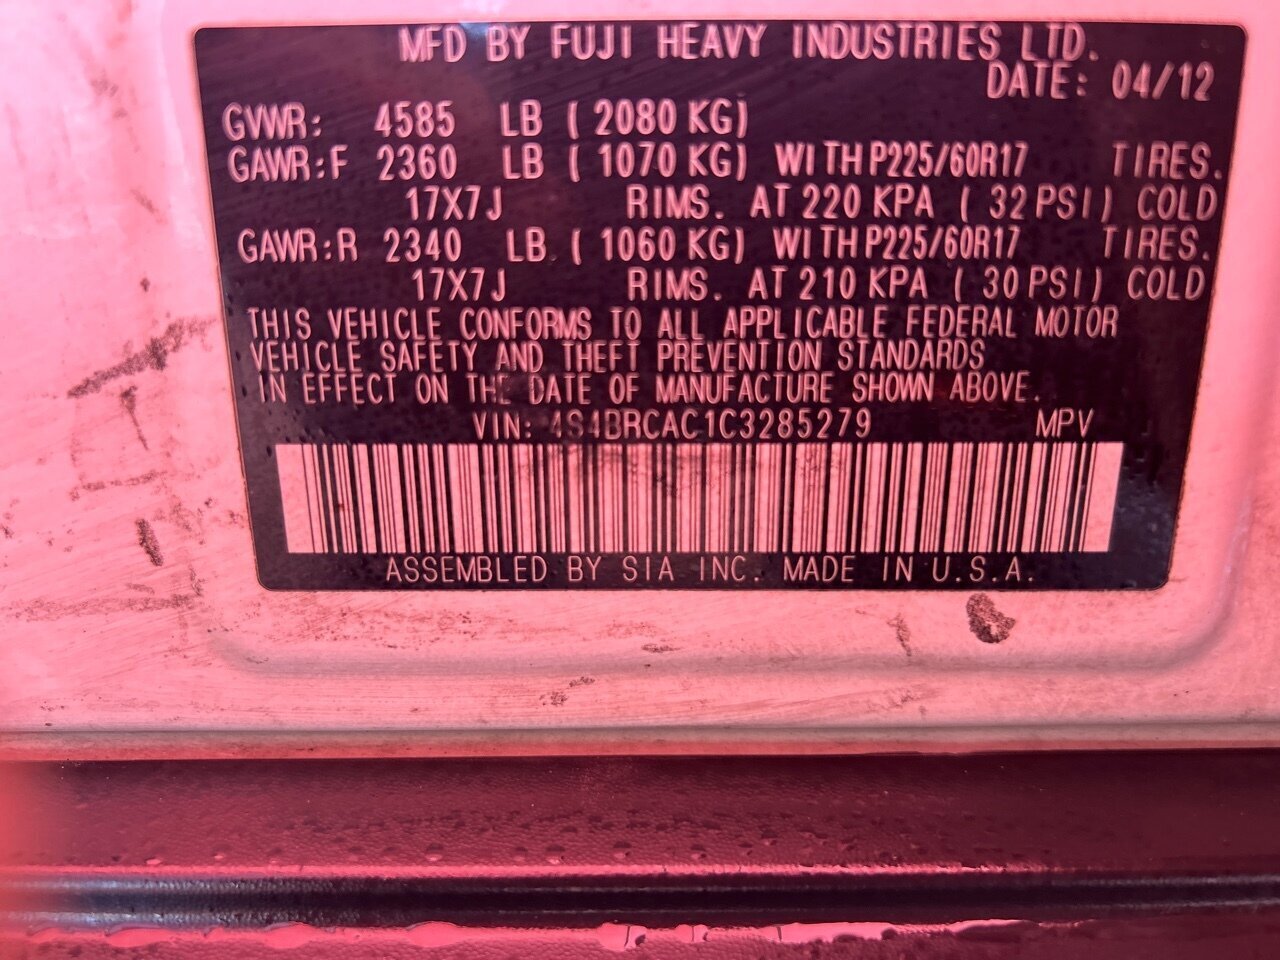 MFD BY FUJI HEAVY INDUSTRIES LTD.
DATE: 04/12
GVWR: 4585 LB ( 2080 KG)
GAWR:F 2360 LB ( 1070 KG) WITH P225/60R17 TIRES.
17X7J RIMS. AT 220 KPA ( 32 PSI) COLD
GAWR:R 2340 LB. ( 1060 KG) WITH P225/60R17 TIRES.
17X7J RIMS. AT 210 KPA ( 30 PSI) COLD
THIS VEHICLE CONFORMS TO ALL APPLICABLE FEDERAL MOTOR
VEHICLE SAFETY AND THEFT PREVENTION STANDARDS
IN EFFECT ON THE DATE OF MANUFACTURE SHOWN ABOVE.
VIN: 4S4BRCAC1C3285279 MPV
ASSEMBLED BY SIA INC. MADE IN U.S.A.